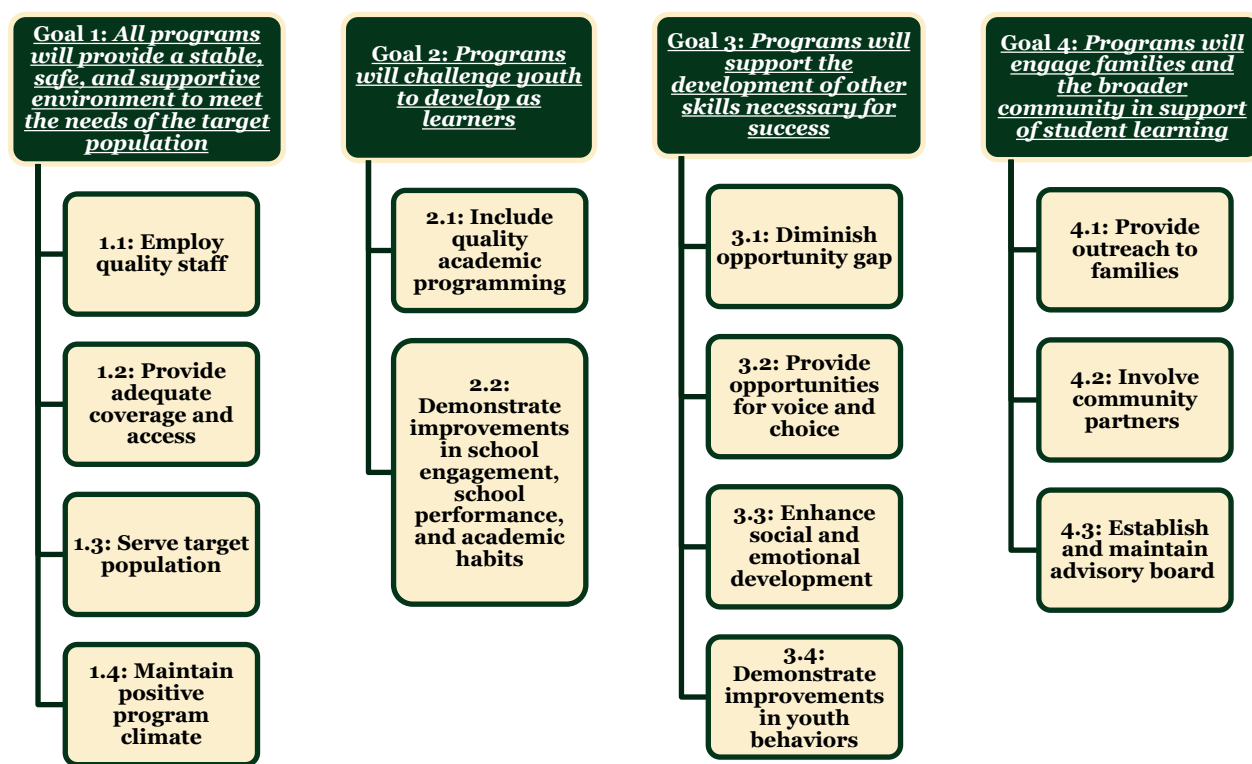 Goal 1: All programs
will provide a stable,
safe, and supportive
environment to meet
the needs of the target
population
1.1: Employ
quality staff
1.2: Provide
adequate
coverage and
access
1.3: Serve target
population
1.4: Maintain
positive
program
climate
Goal 2: Programs
will challenge youth
to develop as
learners
2.1: Include
quality
academic
programming
2.2:
Demonstrate
improvements
in school
engagement,
school
performance,
and academic
habits
Goal 3: Programs will
support the
development of other
skills necessary for
success
3.1: Diminish
opportunity gap
3.2: Provide
opportunities
for voice and
choice
3.3: Enhance
social and
emotional
development
3.4:
Demonstrate
improvements
in youth
behaviors
Goal 4: Programs will
engage families and
the broader
community in support
of student learning
4.1: Provide
outreach to
families
4.2: Involve
community
partners
4.3: Establish
and maintain
advisory board